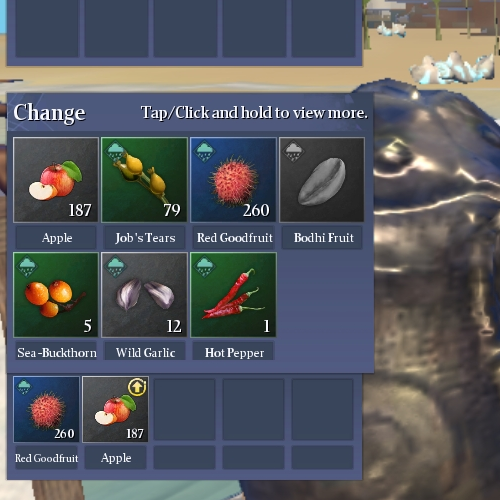 Change
Tap/Click and hold to view more.
187
79
260
Apple
Job's Tears
Red Goodfruit
Bodhi Fruit
5
12
1
Sea-Buckthorn
Wild Garlic
Hot Pepper
260
187
Red Goodfruit
Apple